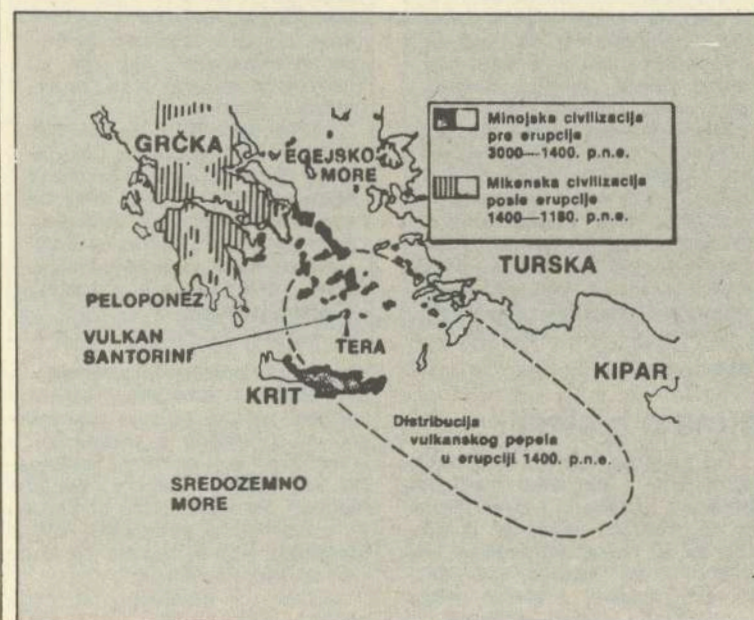 GRČKA
EGEJSKO
MORE
Minojska civilizacija
pre erupcije
3000—1400. p.n.e.
Mikenska civilizacija
posle erupcije
1400—1180. p.n.e.
TURSKA
PELOPONEZ
VULKAN
SANTORINI
TERA
KRIT
KIPAR
Distribucija
vulkanskog pepela
u erupciji 1400. p.n.e.
SREDOZEMNO
MORE